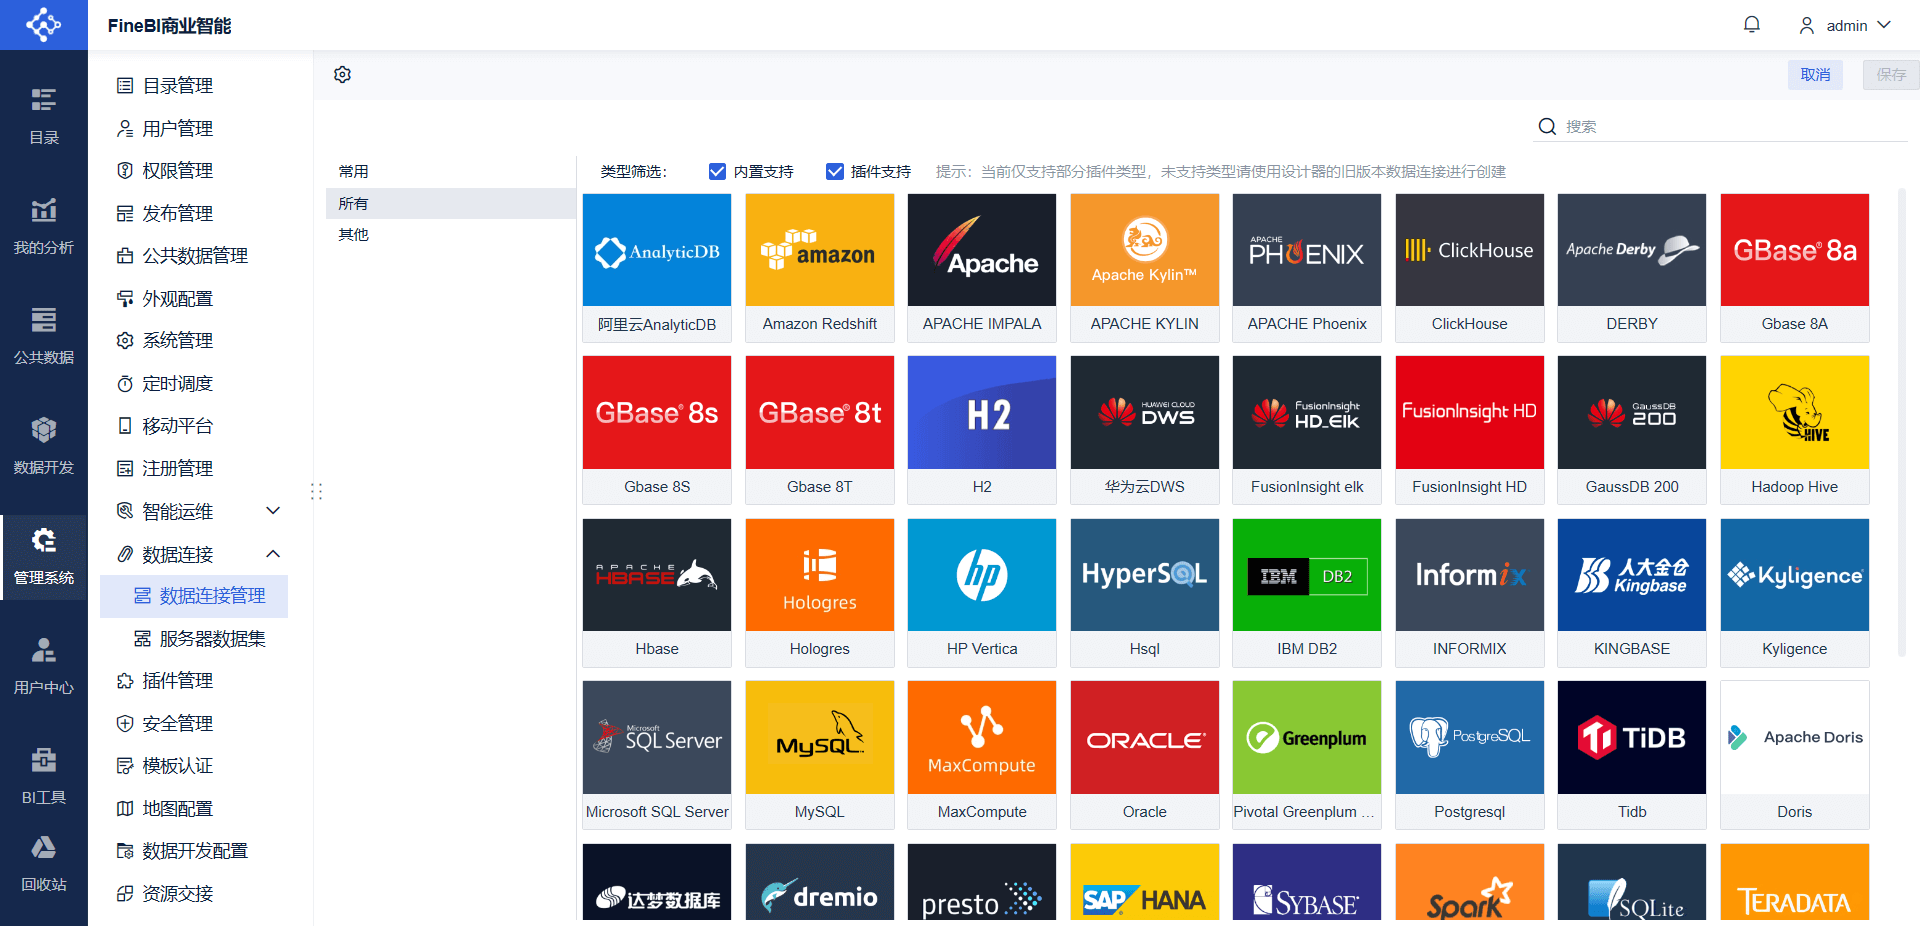 FineBI商业智能
admin
目录
我的分析
公共数据
数据开发
管理系统
用户中心
BI工具
回收站
目录管理
用户管理
权限管理
发布管理
公共数据管理
外观配置
系统管理
定时调度
移动平台
注册管理
智能运维
数据连接
数据连接管理
服务器数据集
插件管理
安全管理
模板认证
地图配置
数据开发配置
资源交接
取消
保存
搜索
常用
所有
其他
类型筛选：
内置支持
插件支持
提示：当前仅支持部分插件类型，未支持类型请使用设计器的旧版本数据连接进行创建
AnalyticDB
阿里云AnalyticDB
amazon
Amazon Redshift
Apache
APACHE IMPALA
Apache Kylin™
APACHE KYLIN
APACHE
PHOENIX
APACHE Phoenix
ClickHouse
ClickHouse
Apache Derby
DERBY
GBase® 8a
Gbase 8A
GBase® 8s
Gbase 8S
GBase® 8t
Gbase 8T
H2
H2
HUAWEI CLOUD
DWS
华为云DWS
FusionInsight
HD_Elk
FusionInsight elk
FusionInsight HD
FusionInsight HD
GaussDB
200
GaussDB 200
HIVE
Hadoop Hive
APACHE
HBASE
Hbase
Hologres
Hologres
hp
HP Vertica
HyperSQL
Hsql
IBM DB2
IBM DB2
Informix
INFORMIX
人大金仓
Kingbase
KINGBASE
Kyligence
Kyligence
Microsoft
SQL Server
Microsoft SQL Server
MySQL
MySQL
MaxCompute
MaxCompute
ORACLE
Oracle
Greenplum
Pivotal Greenplum ...
PostgreSQL
Postgresql
TiDB
Tidb
Apache Doris
Doris
达梦数据库
dremio
presto
SAP HANA
SYBASE
Spark
SQLite
TERADATA